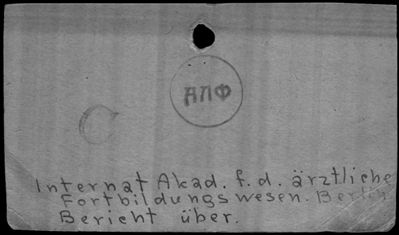 АПФ
C
Internat Akad. f. d. ärztliche
Fortbildungswesen. Berlin
Bericht über.